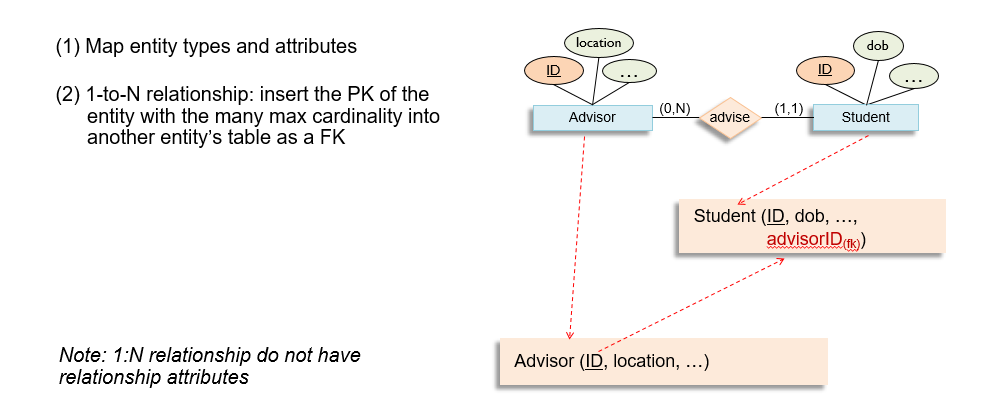 (1) Map entity types and attributes
(2) 1-to-N relationship: insert the PK of the
entity with the many max cardinality into
another entity's table as a FK
location
ID
...
Advisor
(0,N)
advise
(1,1)
dob
ID
...
Student
Student (ID, dob, ...,
advisorID(fk))
Advisor (ID, location, ...)
Note: 1:N relationship do not have
relationship attributes